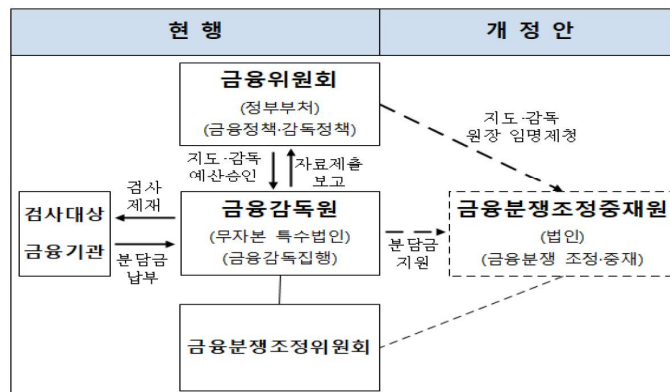 현 행
개 정 안
금융위원회
(정부부처)
(금융정책·감독정책)
지도·감독
원장 임명제청
지도·감독
예산승인
자료제출
보고
검사
제재
검사대상
금융기관
분담금
납부
금융감독원
(무자본 특수법인)
(금융감독집행)
분담금
지원
금융분쟁조정중재원
(법인)
(금융분쟁 조정·중재)
금융분쟁조정위원회